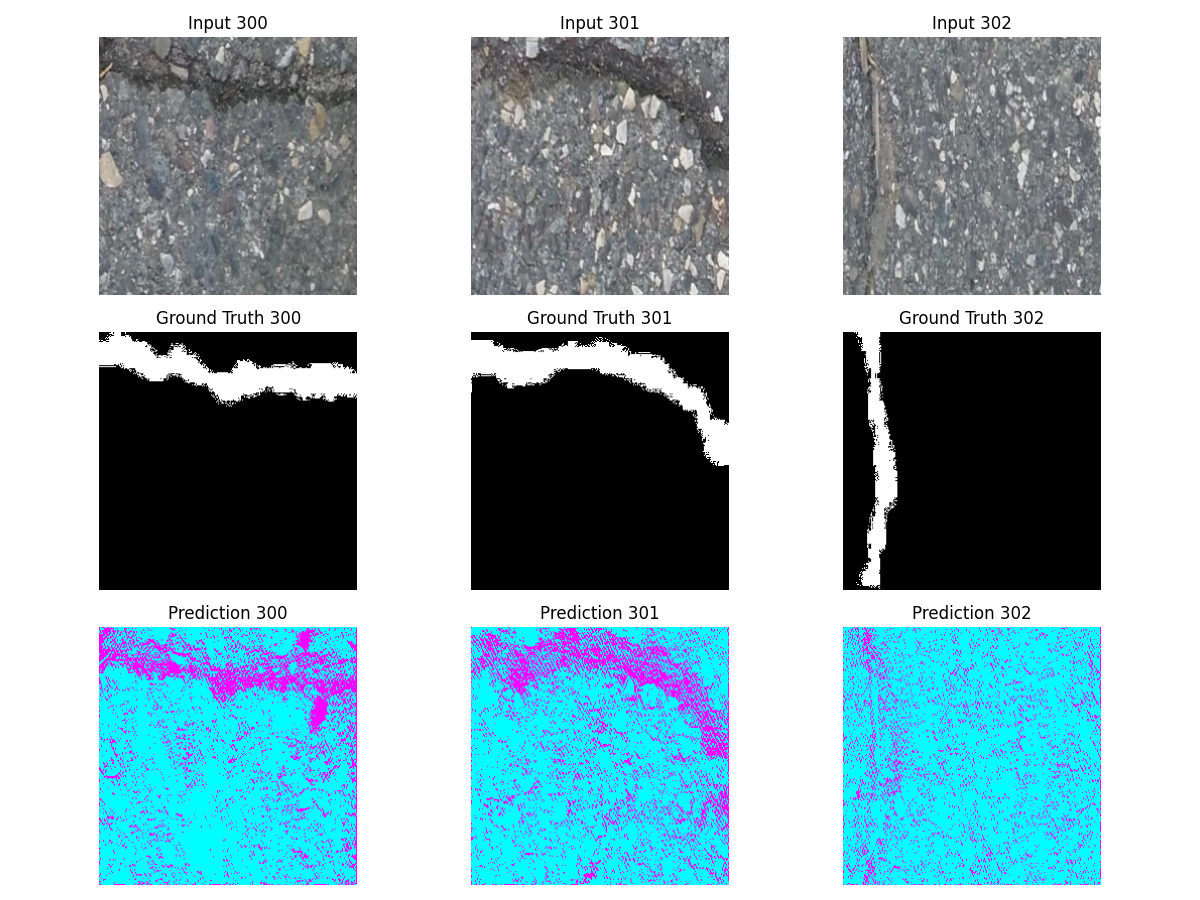 Input 300
Input 301
Input 302
Ground Truth 300
Ground Truth 301
Ground Truth 302
Prediction 300
Prediction 301
Prediction 302